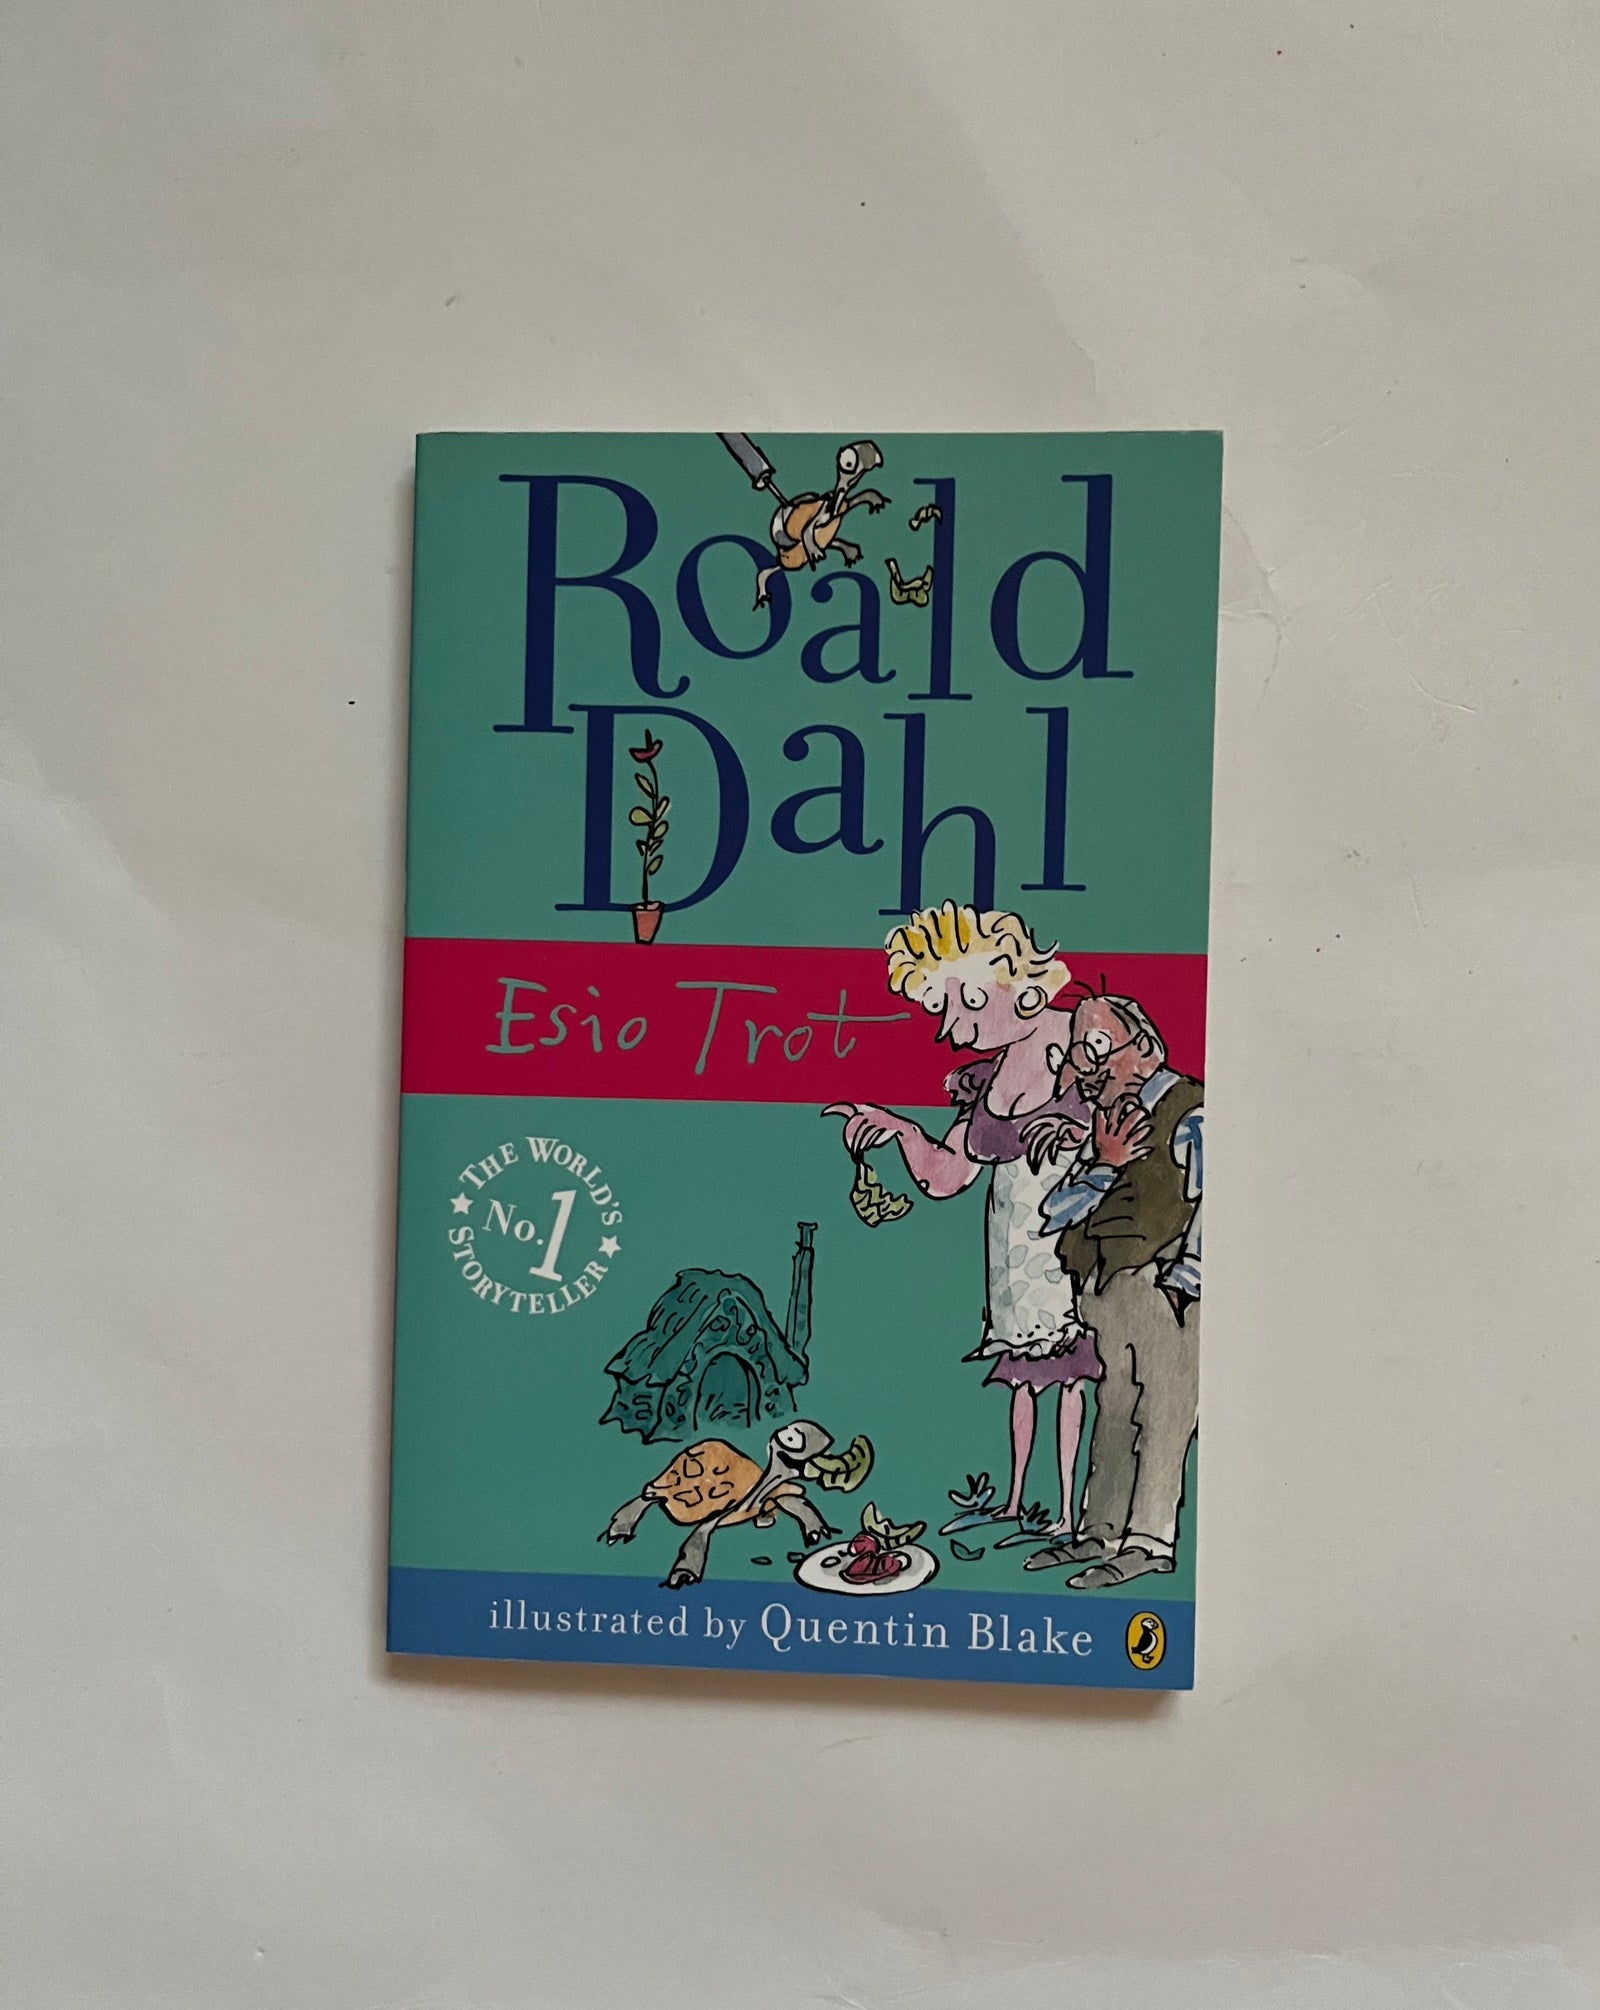 Roald
Dahl
Esio Trot
THE WORLD'S
No. 1
STORYTELLER
illustrated by Quentin Blake